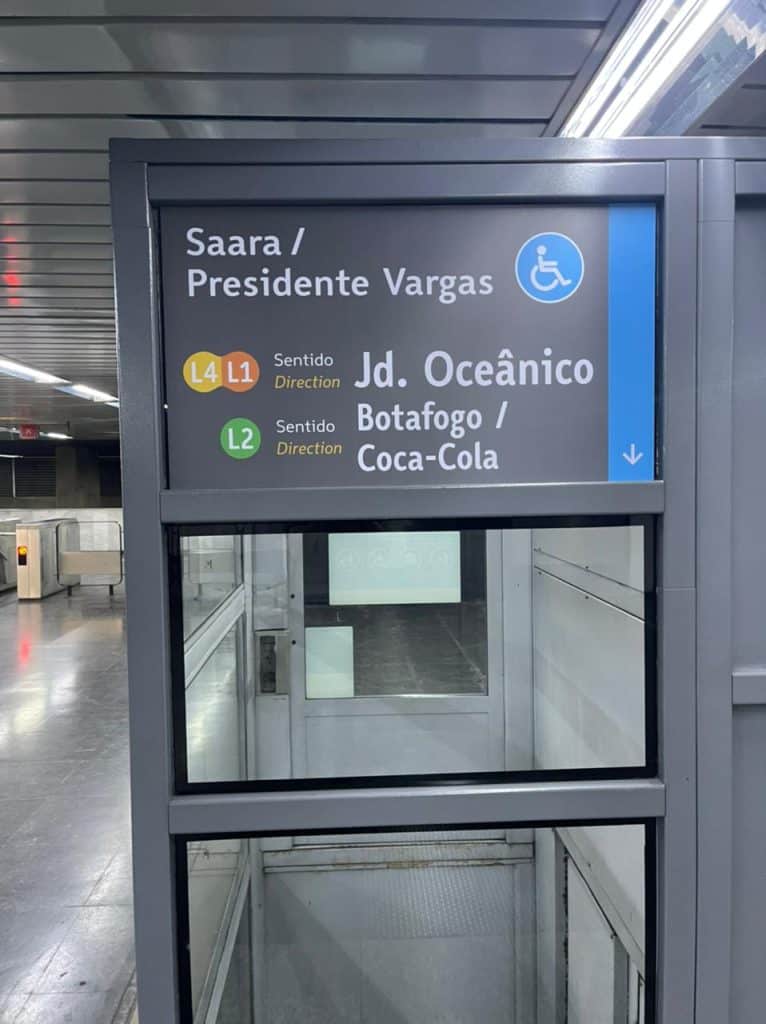 Saara /
Presidente Vargas
L4 L1 Sentido Jd. Oceânico
Direction
L2 Sentido Botafogo /
Direction Coca-Cola